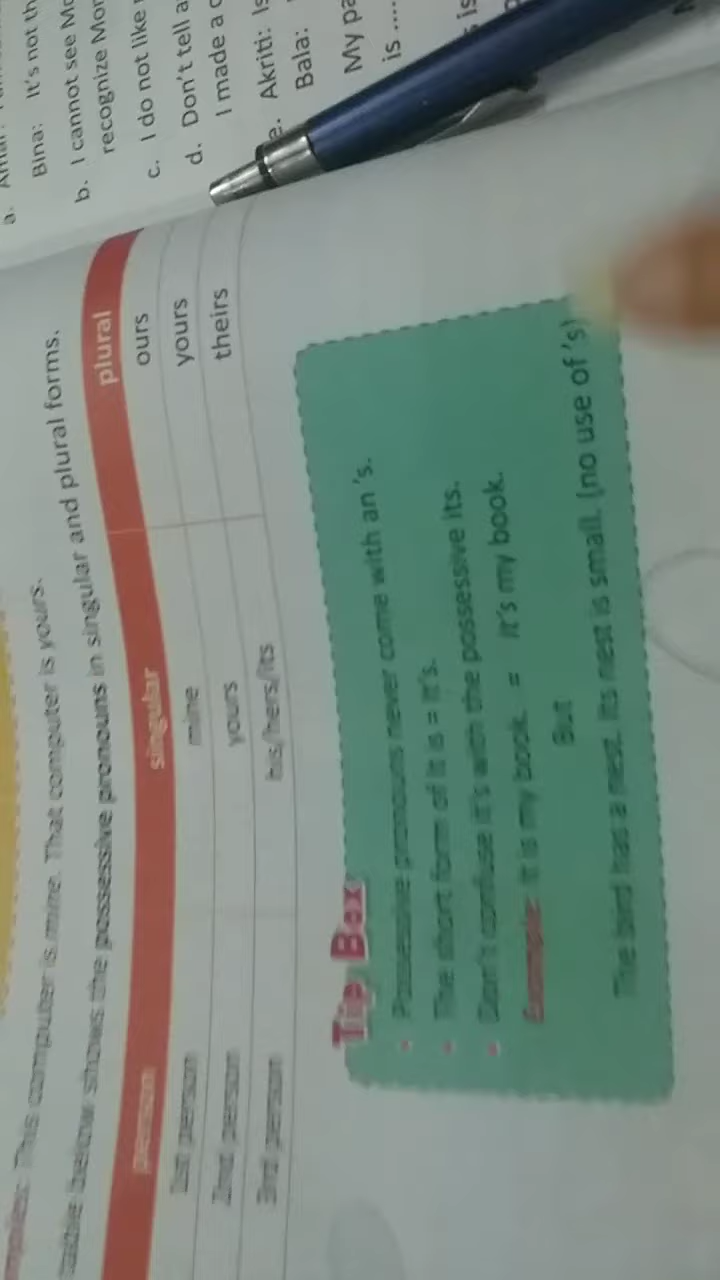 This computer is mine. That computer is yours.
table below shows the possessive pronouns in singular and plural forms.
person singular plural
1st person mine ours
2nd person yours yours
3rd person his/hers/its theirs
Tip Box
• Possessive pronouns never come with an 's.
• The short form of it is = it's.
• Don't confuse it's with the possessive its.
Example: It is my book. = It's my book.
But
The bird has a nest. Its nest is small. (no use of 's)
a.
Bina: It's not th
b. I cannot see Mo
recognize Mor
c. I do not like
d. Don't tell a
I made a c
e. Akriti: Is
Bala:
My pa
is ....
is